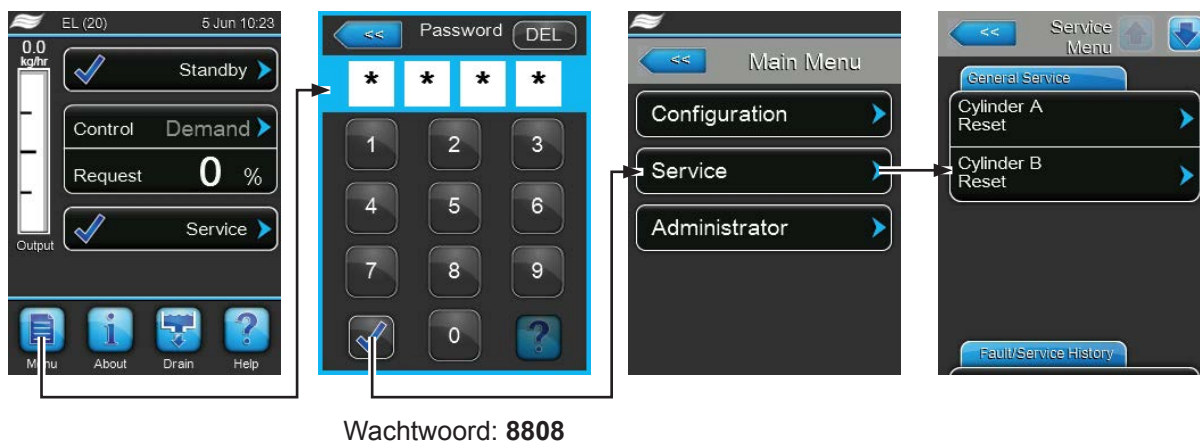 EL (20) 5 Jun 10:23
0.0
kg/hr
Standby
Control Demand
Request 0 %
Output
Service
Menu About Drain Help
<< Password DEL
* * * *
1 2 3
4 5 6
7 8 9
0 ?
<< Main Menu
Configuration
Service
Administrator
<< Service
Menu
General Service
Cylinder A
Reset
Cylinder B
Reset
Fault/Service History
Wachtwoord: 8808